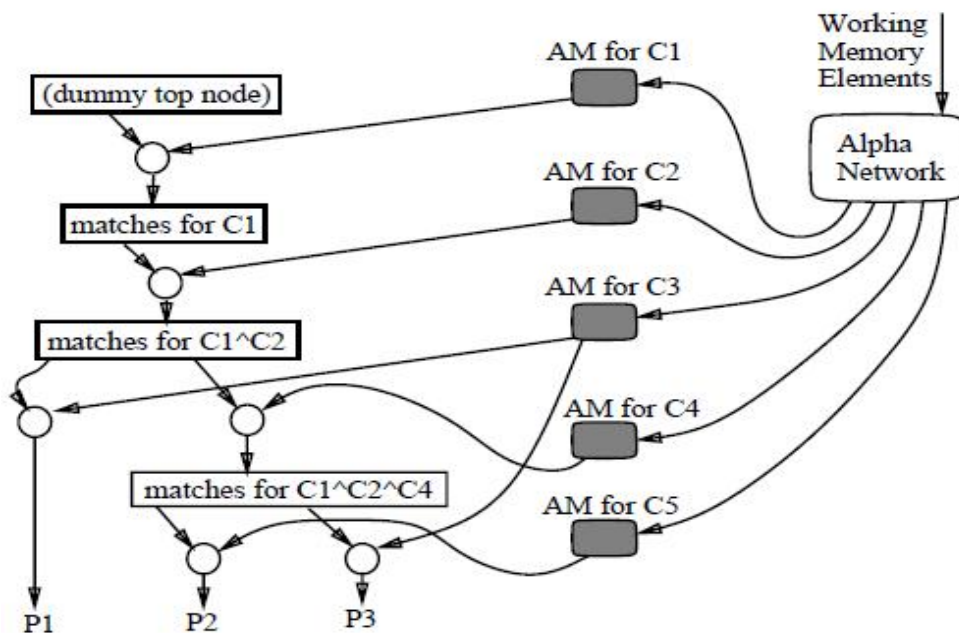 Working
Memory
Elements
AM for C1
(dummy top node)
Alpha
Network
AM for C2
matches for C1
AM for C3
matches for C1^C2
AM for C4
matches for C1^C2^C4
AM for C5
P1
P2
P3